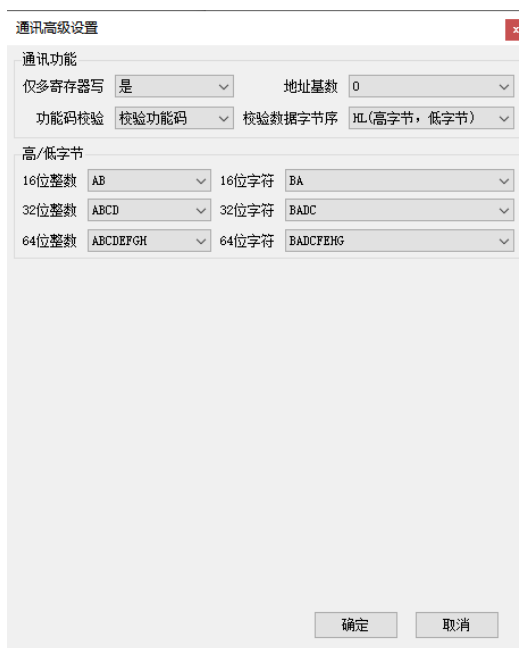 通讯高级设置
x
通讯功能
仅多寄存器写 是 地址基数 0
功能码校验 校验功能码 校验数据字节序 HL(高字节，低字节)
高/低字节
16位整数 AB 16位字符 BA
32位整数 ABCD 32位字符 BADC
64位整数 ABCDEFGH 64位字符 BADCFEHG
确定 取消